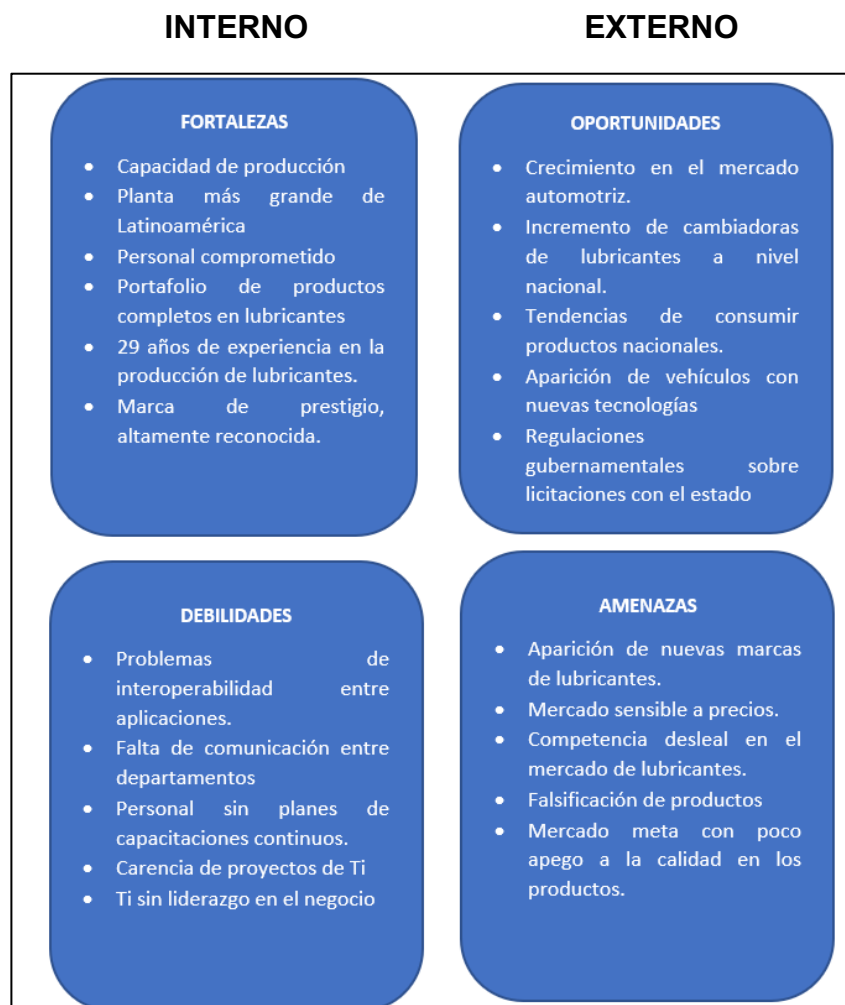 INTERNO
EXTERNO
FORTALEZAS
• Capacidad de producción
• Planta más grande de
Latinoamérica
• Personal comprometido
• Portafolio de productos
completos en lubricantes
• 29 años de experiencia en la
producción de lubricantes.
• Marca de prestigio,
altamente reconocida.
OPORTUNIDADES
• Crecimiento en el mercado
automotriz.
• Incremento de cambiadoras
de lubricantes a nivel
nacional.
• Tendencias de consumir
productos nacionales.
• Aparición de vehículos con
nuevas tecnologías
• Regulaciones
gubernamentales sobre
licitaciones con el estado
DEBILIDADES
• Problemas de
interoperabilidad entre
aplicaciones.
• Falta de comunicación entre
departamentos
• Personal sin planes de
capacitaciones continuos.
• Carencia de proyectos de Ti
• Ti sin liderazgo en el negocio
AMENAZAS
• Aparición de nuevas marcas
de lubricantes.
• Mercado sensible a precios.
• Competencia desleal en el
mercado de lubricantes.
• Falsificación de productos
• Mercado meta con poco
apego a la calidad en los
productos.